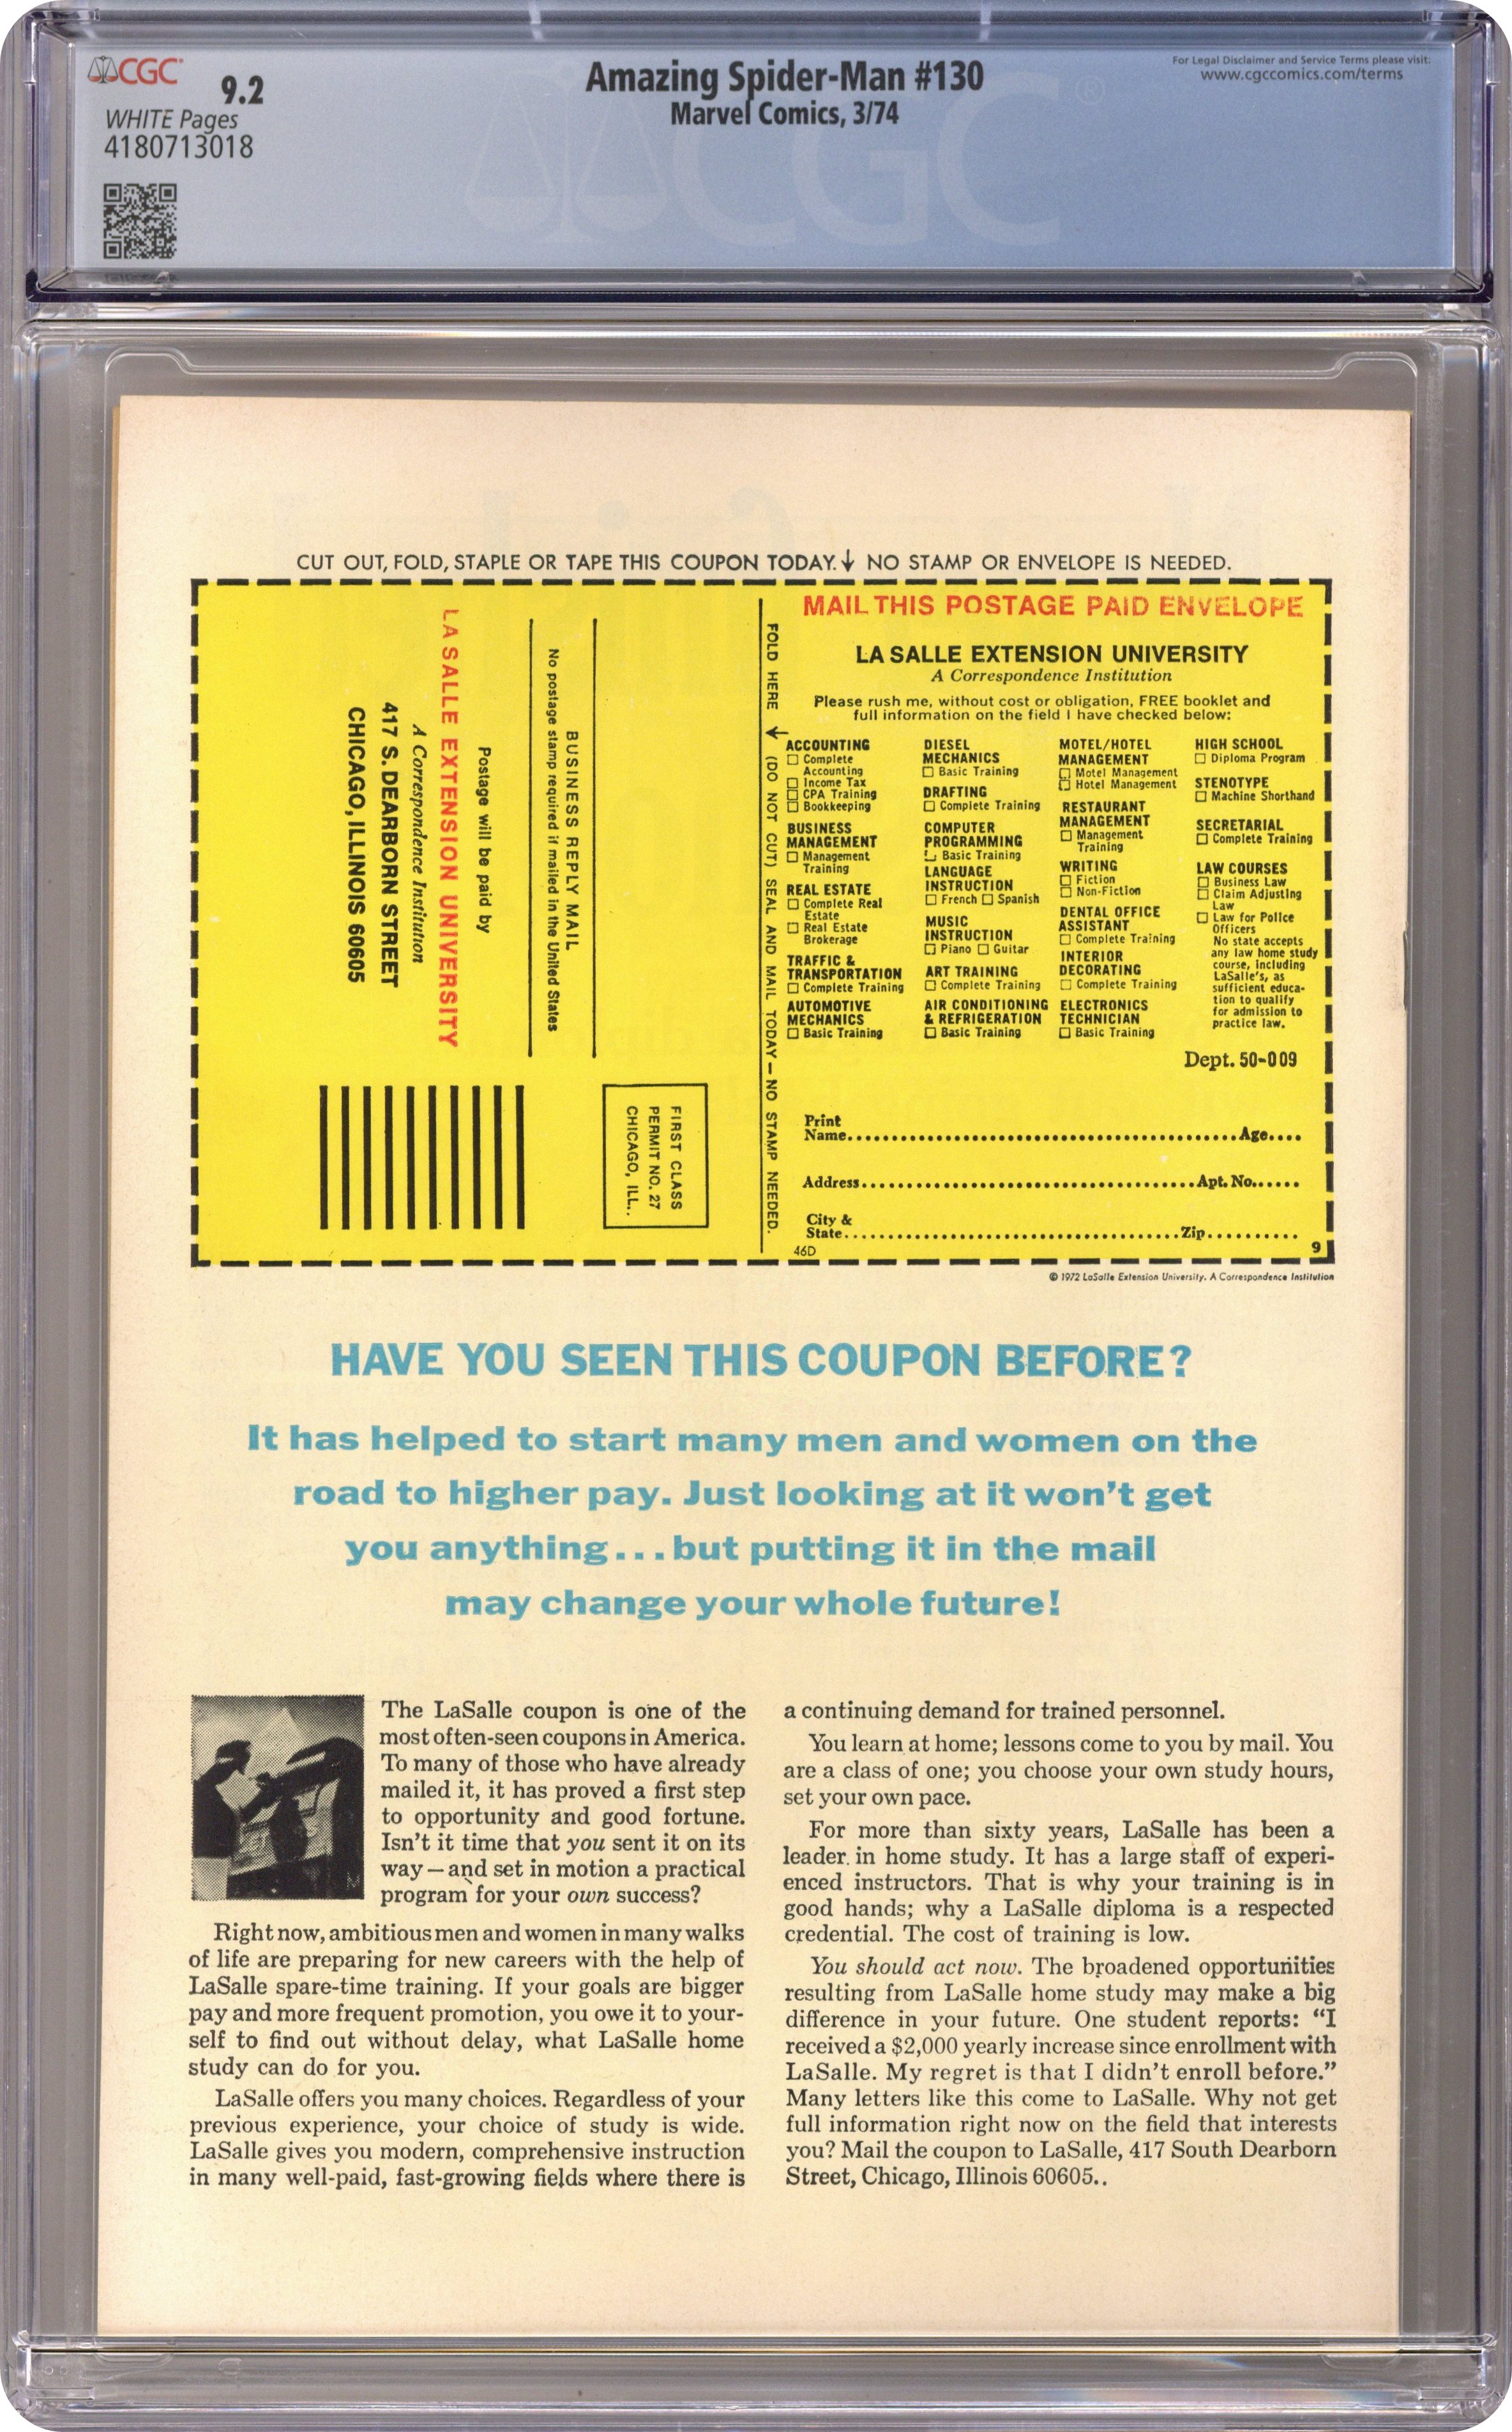 CGC
9.2
WHITE Pages
4180713018
Amazing Spider-Man #130
Marvel Comics, 3/74
For Legal Disclaimer and Service Terms please visit:
www.cgccomics.com/terms
CGC
®
CUT OUT, FOLD, STAPLE OR TAPE THIS COUPON TODAY. ↓ NO STAMP OR ENVELOPE IS NEEDED.
BUSINESS REPLY MAIL
No postage stamp required if mailed in the United States
Postage will be paid by
LA SALLE EXTENSION UNIVERSITY
A Correspondence Institution
417 S. DEARBORN STREET
CHICAGO, ILLINOIS 60605
FIRST CLASS
PERMIT NO. 27
CHICAGO, ILL..
FOLD HERE → (DO NOT CUT) SEAL AND MAIL TODAY — NO STAMP NEEDED.
MAIL THIS POSTAGE PAID ENVELOPE
LA SALLE EXTENSION UNIVERSITY
A Correspondence Institution
Please rush me, without cost or obligation, FREE booklet and
full information on the field I have checked below:
ACCOUNTING
☐ Complete
Accounting
☐ Income Tax
☐ CPA Training
☐ Bookkeeping
BUSINESS
MANAGEMENT
☐ Management
Training
REAL ESTATE
☐ Complete Real
Estate
☐ Real Estate
Brokerage
TRAFFIC &
TRANSPORTATION
☐ Complete Training
AUTOMOTIVE
MECHANICS
☐ Basic Training
DIESEL
MECHANICS
☐ Basic Training
DRAFTING
☐ Complete Training
COMPUTER
PROGRAMMING
☐ Basic Training
LANGUAGE
INSTRUCTION
☐ French ☐ Spanish
MUSIC
INSTRUCTION
☐ Piano ☐ Guitar
ART TRAINING
☐ Complete Training
AIR CONDITIONING
& REFRIGERATION
☐ Basic Training
MOTEL/HOTEL
MANAGEMENT
☐ Motel Management
☐ Hotel Management
RESTAURANT
MANAGEMENT
☐ Management
Training
WRITING
☐ Fiction
☐ Non-Fiction
DENTAL OFFICE
ASSISTANT
☐ Complete Training
INTERIOR
DECORATING
☐ Complete Training
ELECTRONICS
TECHNICIAN
☐ Basic Training
HIGH SCHOOL
☐ Diploma Program
STENOTYPE
☐ Machine Shorthand
SECRETARIAL
☐ Complete Training
LAW COURSES
☐ Business Law
☐ Claim Adjusting
Law
☐ Law for Police
Officers
No state accepts
any law home study
course, including
LaSalle's, as
sufficient educa-
tion to qualify
for admission to
practice law.
Dept. 50-009
Print
Name..........................................Age....
Address....................................Apt. No......
City &
State....................................Zip..........
46D
9
© 1972 LaSalle Extension University. A Correspondence Institution
HAVE YOU SEEN THIS COUPON BEFORE?
It has helped to start many men and women on the
road to higher pay. Just looking at it won't get
you anything...but putting it in the mail
may change your whole future!
The LaSalle coupon is one of the
most often-seen coupons in America.
To many of those who have already
mailed it, it has proved a first step
to opportunity and good fortune.
Isn't it time that you sent it on its
way — and set in motion a practical
program for your own success?
Right now, ambitious men and women in many walks
of life are preparing for new careers with the help of
LaSalle spare-time training. If your goals are bigger
pay and more frequent promotion, you owe it to your-
self to find out without delay, what LaSalle home
study can do for you.
LaSalle offers you many choices. Regardless of your
previous experience, your choice of study is wide.
LaSalle gives you modern, comprehensive instruction
in many well-paid, fast-growing fields where there is
a continuing demand for trained personnel.
You learn at home; lessons come to you by mail. You
are a class of one; you choose your own study hours,
set your own pace.
For more than sixty years, LaSalle has been a
leader in home study. It has a large staff of experi-
enced instructors. That is why your training is in
good hands; why a LaSalle diploma is a respected
credential. The cost of training is low.
You should act now. The broadened opportunities
resulting from LaSalle home study may make a big
difference in your future. One student reports: "I
received a $2,000 yearly increase since enrollment with
LaSalle. My regret is that I didn't enroll before."
Many letters like this come to LaSalle. Why not get
full information right now on the field that interests
you? Mail the coupon to LaSalle, 417 South Dearborn
Street, Chicago, Illinois 60605..